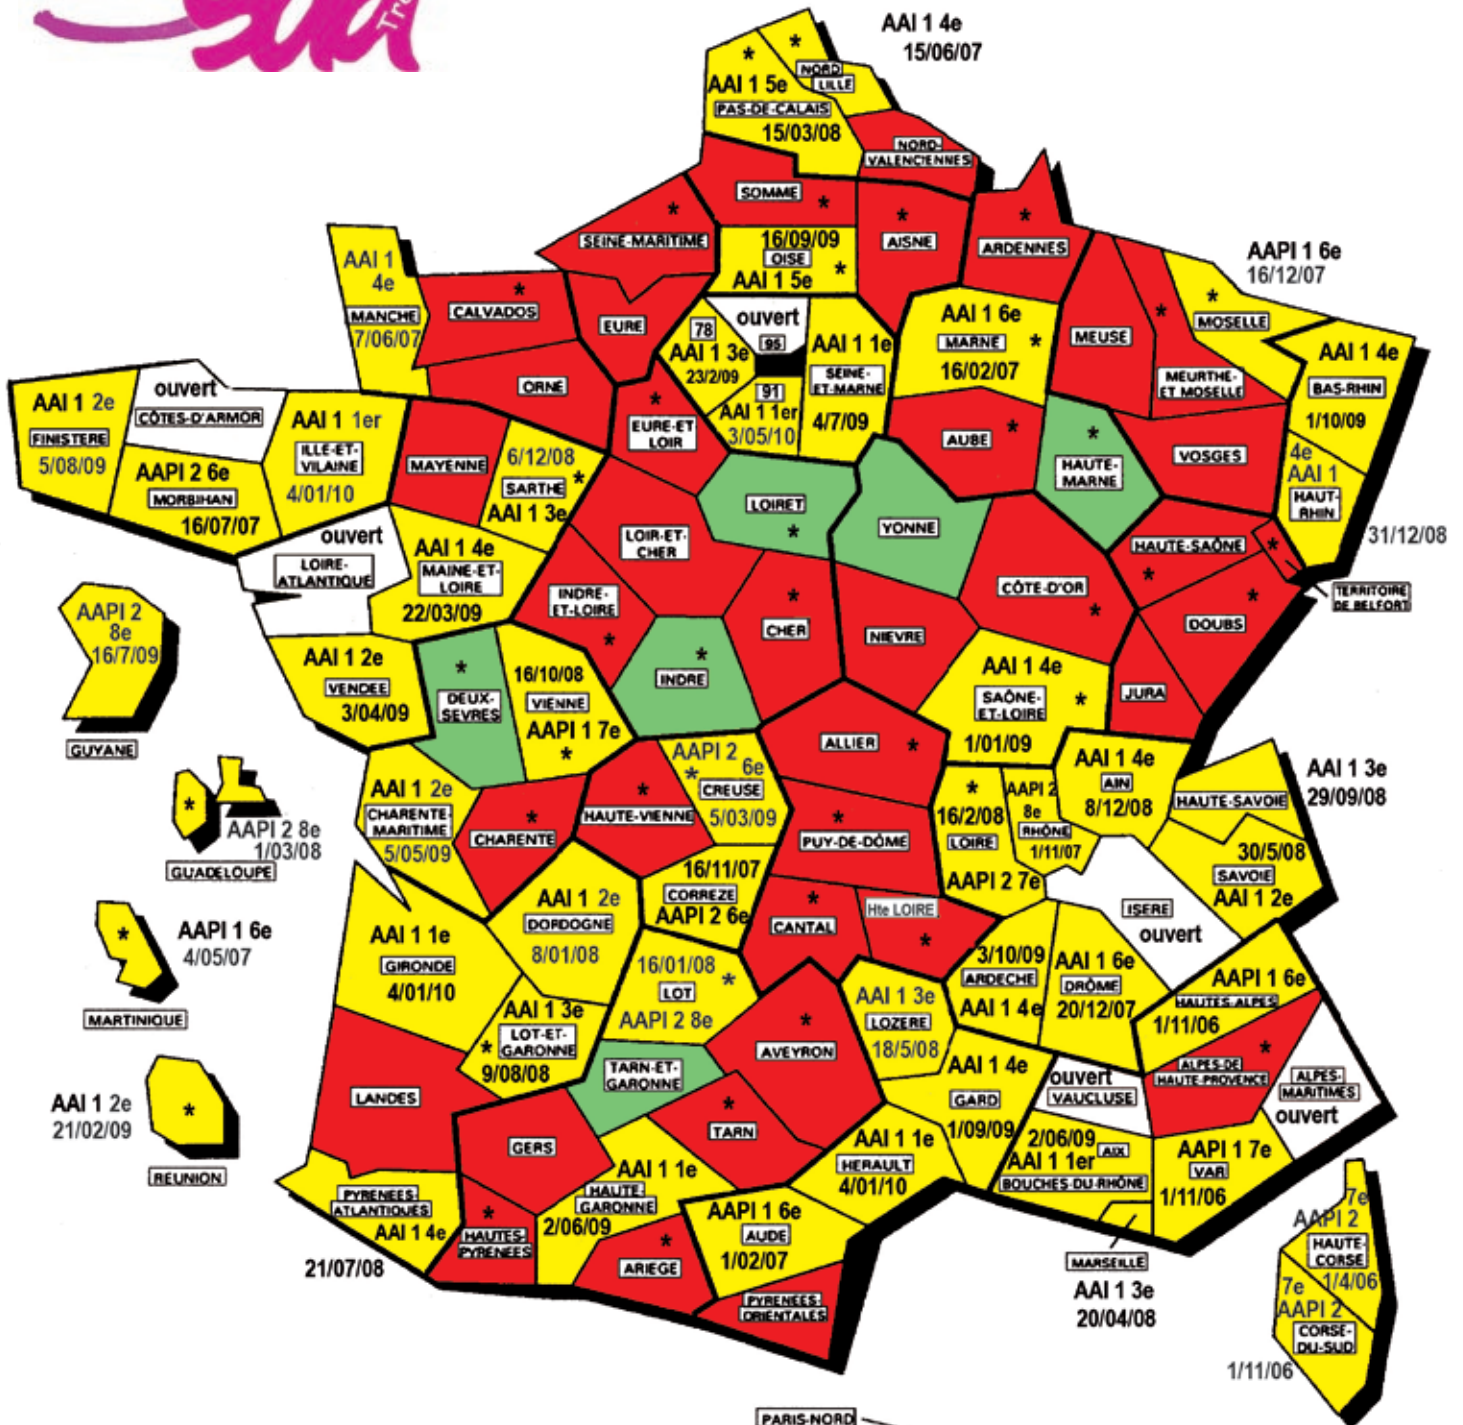 Sud
AAI 1 4e
15/06/07
NORD
LILLE
AAI 1 5e
PAS-DE-CALAIS
15/03/08
NORD-
VALENCIENNES
SOMME
SEINE-MARITIME
16/09/09
OISE
AAI 1 5e
AISNE
ARDENNES
AAPI 1 6e
16/12/07
MOSELLE
AAI 1
4e
MANCHE
7/06/07
CALVADOS
EURE
78
AAI 1 3e
23/2/09
ouvert
95
91
AAI 1 1er
3/05/10
AAI 1 1e
SEINE-
ET-MARNE
4/7/09
AAI 1 6e
MARNE
16/02/07
MEUSE
MEURTHE-
ET MOSELLE
AAI 1 4e
BAS-RHIN
1/10/09
ORNE
AAI 1 2e
FINISTERE
5/08/09
ouvert
CÔTES-D'ARMOR
AAPI 2 6e
MORBIHAN
16/07/07
AAI 1 1er
ILLE-ET-
VILAINE
4/01/10
MAYENNE
6/12/08
SARTHE
AAI 1 3e
EURE-ET
LOIR
AUBE
HAUTE-
MARNE
VOSGES
4e
AAI 1
HAUT-
RHIN
31/12/08
LOIRET
YONNE
LOIR-ET-
CHER
HAUTE-SAÔNE
TERRITOIRE
DE BELFORT
ouvert
LOIRE-
ATLANTIQUE
AAI 1 4e
MAINE-ET-
LOIRE
22/03/09
INDRE-
ET-LOIRE
CHER
NIEVRE
CÔTE-D'OR
DOUBS
AAPI 2
8e
16/7/09
GUYANE
AAI 1 2e
VENDEE
3/04/09
DEUX-
SEVRES
16/10/08
VIENNE
AAPI 1 7e
INDRE
AAI 1 4e
SAÔNE-
ET-LOIRE
1/01/09
JURA
ALLIER
AAPI 2 8e
1/03/08
GUADELOUPE
AAI 1 2e
CHARENTE-
MARITIME
5/05/09
CHARENTE
HAUTE-VIENNE
AAPI 2
6e
CREUSE
5/03/09
PUY-DE-DÔME
16/2/08
LOIRE
AAPI 2 7e
AAPI 2
8e
RHÔNE
1/11/07
AAI 1 4e
AIN
8/12/08
HAUTE-SAVOIE
AAI 1 3e
29/09/08
30/5/08
SAVOIE
AAI 1 2e
AAPI 1 6e
4/05/07
MARTINIQUE
AAI 1 1e
GIRONDE
4/01/10
AAI 1 2e
DORDOGNE
8/01/08
16/11/07
CORREZE
AAPI 2 6e
CANTAL
Hte LOIRE
ISERE
ouvert
3/10/09
ARDECHE
AAI 1 4e
AAI 1 6e
DRÔME
20/12/07
AAPI 1 6e
HAUTES-ALPES
1/11/06
16/01/08
LOT
AAPI 2 8e
AAI 1 3e
LOT-ET-
GARONNE
9/08/08
AAI 1 3e
LOZERE
18/5/08
AVEYRON
AAI 1 2e
21/02/09
REUNION
LANDES
TARN-ET-
GARONNE
AAI 1 4e
GARD
1/09/09
ouvert
VAUCLUSE
ALPES-DE
HAUTE-PROVENCE
ALPES-
MARITIMES
ouvert
GERS
TARN
AAI 1 1e
HERAULT
4/01/10
2/06/09
AIX
AAI 1 1er
BOUCHES-DU-RHÔNE
AAPI 1 7e
VAR
1/11/06
PYRENEES-
ATLANTIQUES
AAI 1 4e
21/07/08
HAUTES-
PYRENEES
AAI 1 1e
HAUTE-
GARONNE
2/06/09
ARIEGE
AAPI 1 6e
AUDE
1/02/07
PYRENEES-
ORIENTALES
MARSEILLE
AAI 1 3e
20/04/08
7e
AAPI 2
HAUTE-
CORSE
1/4/06
7e
AAPI 2
CORSE-
DU-SUD
1/11/06
PARIS-NORD